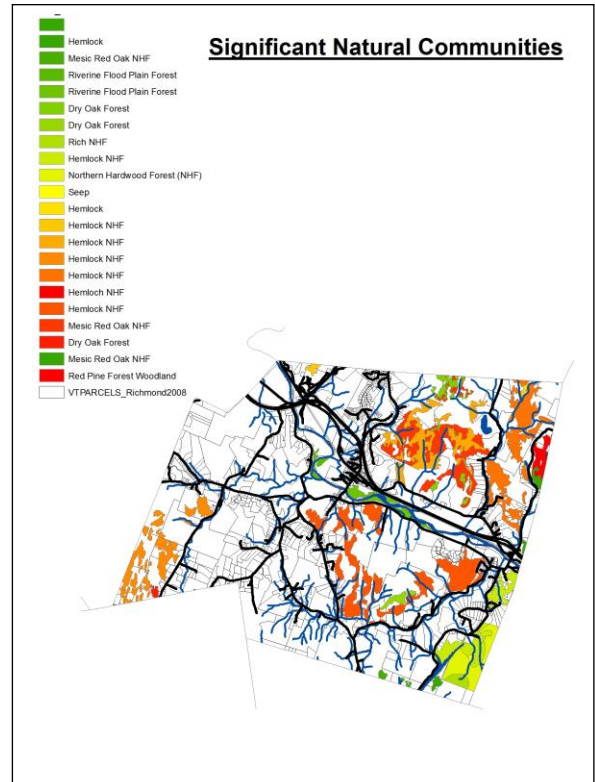 Significant Natural Communities
Hemlock
Mesic Red Oak NHF
Riverine Flood Plain Forest
Riverine Flood Plain Forest
Dry Oak Forest
Dry Oak Forest
Rich NHF
Hemlock NHF
Northern Hardwood Forest (NHF)
Seep
Hemlock
Hemlock NHF
Hemlock NHF
Hemlock NHF
Hemlock NHF
Hemloch NHF
Hemlock NHF
Mesic Red Oak NHF
Dry Oak Forest
Mesic Red Oak NHF
Red Pine Forest Woodland
VTPARCELS_Richmond2008